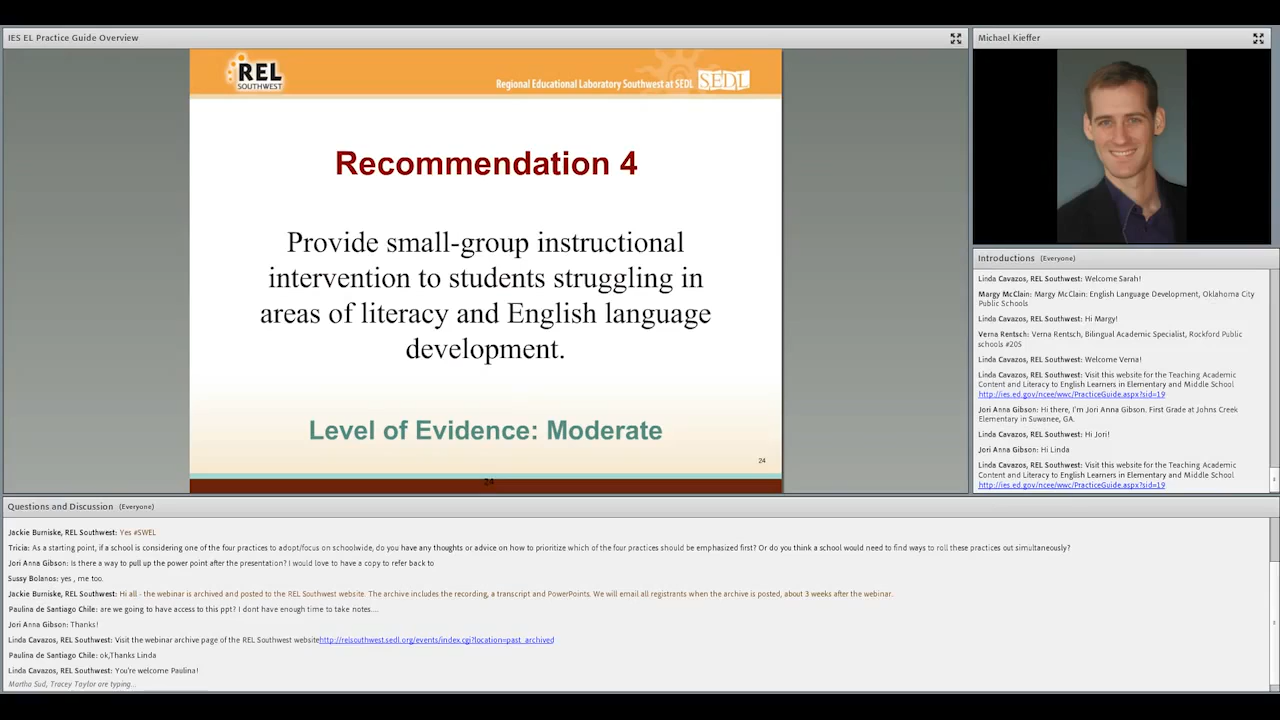 IES EL Practice Guide Overview
REL
SOUTHWEST
Regional Educational Laboratory Southwest at SEDL
SEDL
Recommendation 4
Provide small-group instructional
intervention to students struggling in
areas of literacy and English language
development.
Level of Evidence: Moderate
24
24
Michael Kieffer
Introductions (Everyone)
Linda Cavazos, REL Southwest: Welcome Sarah!
Margy McClain: Margy McClain: English Language Development, Oklahoma City
Public Schools
Linda Cavazos, REL Southwest: Hi Margy!
Verna Rentsch: Verna Rentsch, Bilingual Academic Specialist, Rockford Public
schools #205
Linda Cavazos, REL Southwest: Welcome Verna!
Linda Cavazos, REL Southwest: Visit this website for the Teaching Academic
Content and Literacy to English Learners in Elementary and Middle School
http://ies.ed.gov/ncee/wwc/PracticeGuide.aspx?sid=19
Jori Anna Gibson: Hi there, I'm Jori Anna Gibson. First Grade at Johns Creek
Elementary in Suwanee, GA.
Linda Cavazos, REL Southwest: Hi Jori!
Jori Anna Gibson: Hi Linda
Linda Cavazos, REL Southwest: Visit this website for the Teaching Academic
Content and Literacy to English Learners in Elementary and Middle School
http://ies.ed.gov/ncee/wwc/PracticeGuide.aspx?sid=19
Questions and Discussion (Everyone)
Jackie Burniske, REL Southwest: Yes #SWEL
Tricia: As a starting point, if a school is considering one of the four practices to adopt/focus on schoolwide, do you have any thoughts or advice on how to prioritize which of the four practices should be emphasized first? Or do you think a school would need to find ways to roll these practices out simultaneously?
Jori Anna Gibson: Is there a way to pull up the power point after the presentation? I would love to have a copy to refer back to
Sussy Bolanos: yes , me too.
Jackie Burniske, REL Southwest: Hi all - the webinar is archived and posted to the REL Southwest website. The archive includes the recording, a transcript and PowerPoints. We will email all registrants when the archive is posted, about 3 weeks after the webinar.
Paulina de Santiago Chile: are we going to have access to this ppt? I dont have enough time to take notes....
Jori Anna Gibson: Thanks!
Linda Cavazos, REL Southwest: Visit the webinar archive page of the REL Southwest websitehttp://relsouthwest.sedl.org/events/index.cgi?location=past_archived
Paulina de Santiago Chile: ok,Thanks Linda
Linda Cavazos, REL Southwest: You're welcome Paulina!
Martha Sud, Tracey Taylor are typing...